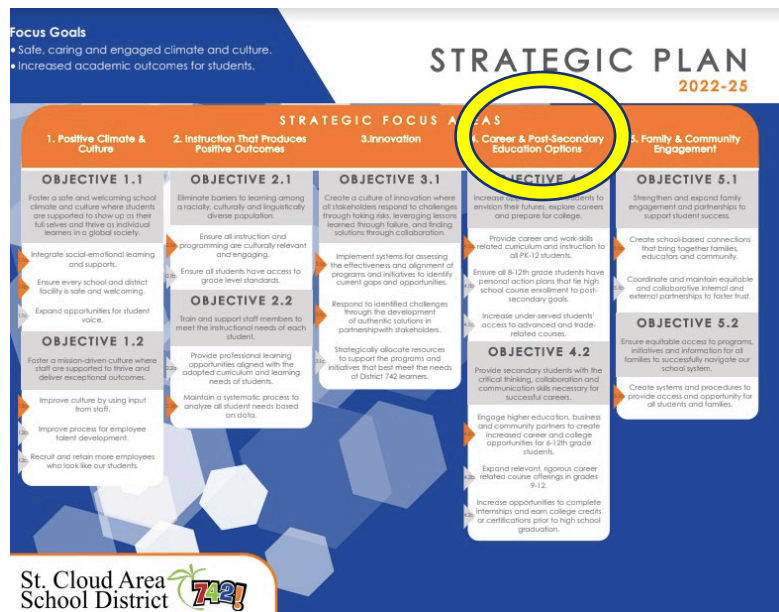 Focus Goals
• Safe, caring and engaged climate and culture.
• Increased academic outcomes for students.
STRATEGIC PLAN
2022-25
STRATEGIC FOCUS AREAS
1. Positive Climate &
Culture
OBJECTIVE 1.1
Foster a safe and welcoming school
climate and culture where students
are supported to show up as their
full selves and thrive as individual
learners in a global society.
Integrate social-emotional learning
and supports.
Ensure every school and district
facility is safe and welcoming.
Expand opportunities for student
voice.
OBJECTIVE 1.2
Foster a mission-driven culture where
staff are supported to thrive and
deliver exceptional outcomes.
Improve culture by using input
from staff.
Improve process for employee
talent development.
Recruit and retain more employees
who look like our students.
2. Instruction That Produces
Positive Outcomes
OBJECTIVE 2.1
Eliminate barriers to learning among
a racially, culturally and linguistically
diverse population.
Ensure all instruction and
programming are culturally relevant
and engaging.
Ensure all students have access to
grade level standards.
OBJECTIVE 2.2
Train and support staff members to
meet the instructional needs of each
student.
Provide professional learning
opportunities aligned with the
adopted curriculum and learning
needs of students.
Maintain a systematic process to
analyze all student needs based
on data.
3.Innovation
OBJECTIVE 3.1
Create a culture of innovation where
all stakeholders respond to challenges
through taking risks, leveraging lessons
learned through failure, and finding
solutions through collaboration.
Implement systems for assessing
the effectiveness and alignment of
programs and initiatives to identify
current gaps and opportunities.
Respond to identified challenges
through the development
of authentic solutions in
partnershipwith stakeholders.
Strategically allocate resources
to support the programs and
initiatives that best meet the needs
of District 742 learners.
4. Career & Post-Secondary
Education Options
OBJECTIVE 4
Increase students to
envision their futures, explore careers
and prepare for college.
Provide career and work-skills
related curriculum and instruction to
all PK-12 students.
Ensure all 8-12th grade students have
personal action plans that tie high
school course enrollment to post-
secondary goals.
Increase under-served students'
access to advanced and trade-
related courses.
OBJECTIVE 4.2
Provide secondary students with the
critical thinking, collaboration and
communication skills necessary for
successful careers.
Engage higher education, business
and community partners to create
increased career and college
opportunities for 6-12th grade
students.
Expand relevant, rigorous career
related course offerings in grades
9-12.
Increase opportunities to complete
internships and earn college credits
or certifications prior to high school
graduation.
5. Family & Community
Engagement
OBJECTIVE 5.1
Strengthen and expand family
engagement and partnerships to
support student success.
Create school-based connections
that bring together families,
educators and community.
Coordinate and maintain equitable
and collaborative internal and
external partnerships to foster trust.
OBJECTIVE 5.2
Ensure equitable access to programs,
initiatives and information for all
families to successfully navigate our
school system.
Create systems and procedures to
provide access and opportunity for
all students and families.
St. Cloud Area
School District
742!